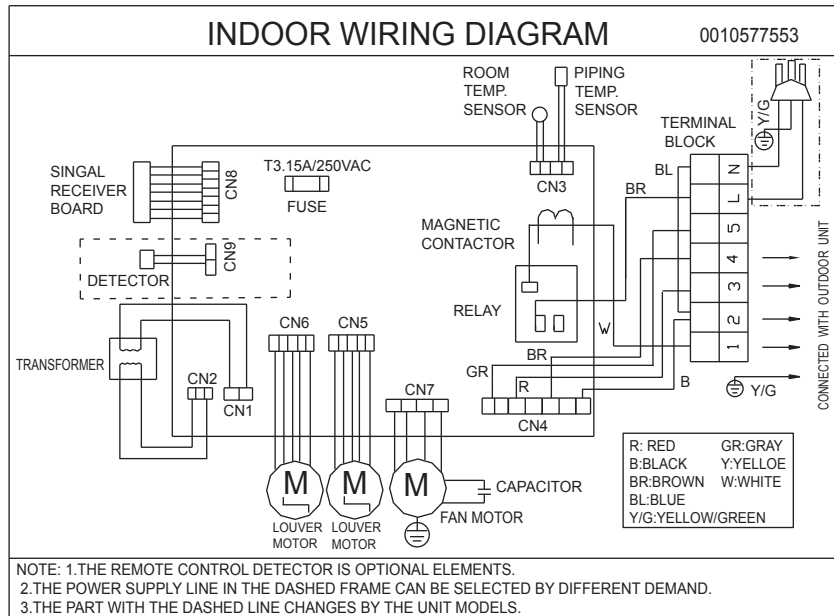 INDOOR WIRING DIAGRAM
0010577553
ROOM
TEMP.
SENSOR
PIPING
TEMP.
SENSOR
Y/G
TERMINAL
BLOCK
SINGAL
RECEIVER
BOARD
CN8
T3.15A/250VAC
FUSE
CN3
BL
BR
N
L
5
4
3
2
1
MAGNETIC
CONTACTOR
CN9
DETECTOR
RELAY
W
CONNECTED WITH OUTDOOR UNIT
TRANSFORMER
CN6
CN5
BR
GR
R
B
Y/G
CN2
CN1
CN7
CN4
M
M
M
CAPACITOR
FAN MOTOR
LOUVER
MOTOR
LOUVER
MOTOR
R: RED GR:GRAY
B:BLACK Y:YELLOE
BR:BROWN W:WHITE
BL:BLUE
Y/G:YELLOW/GREEN
NOTE: 1.THE REMOTE CONTROL DETECTOR IS OPTIONAL ELEMENTS.
2.THE POWER SUPPLY LINE IN THE DASHED FRAME CAN BE SELECTED BY DIFFERENT DEMAND.
3.THE PART WITH THE DASHED LINE CHANGES BY THE UNIT MODELS.